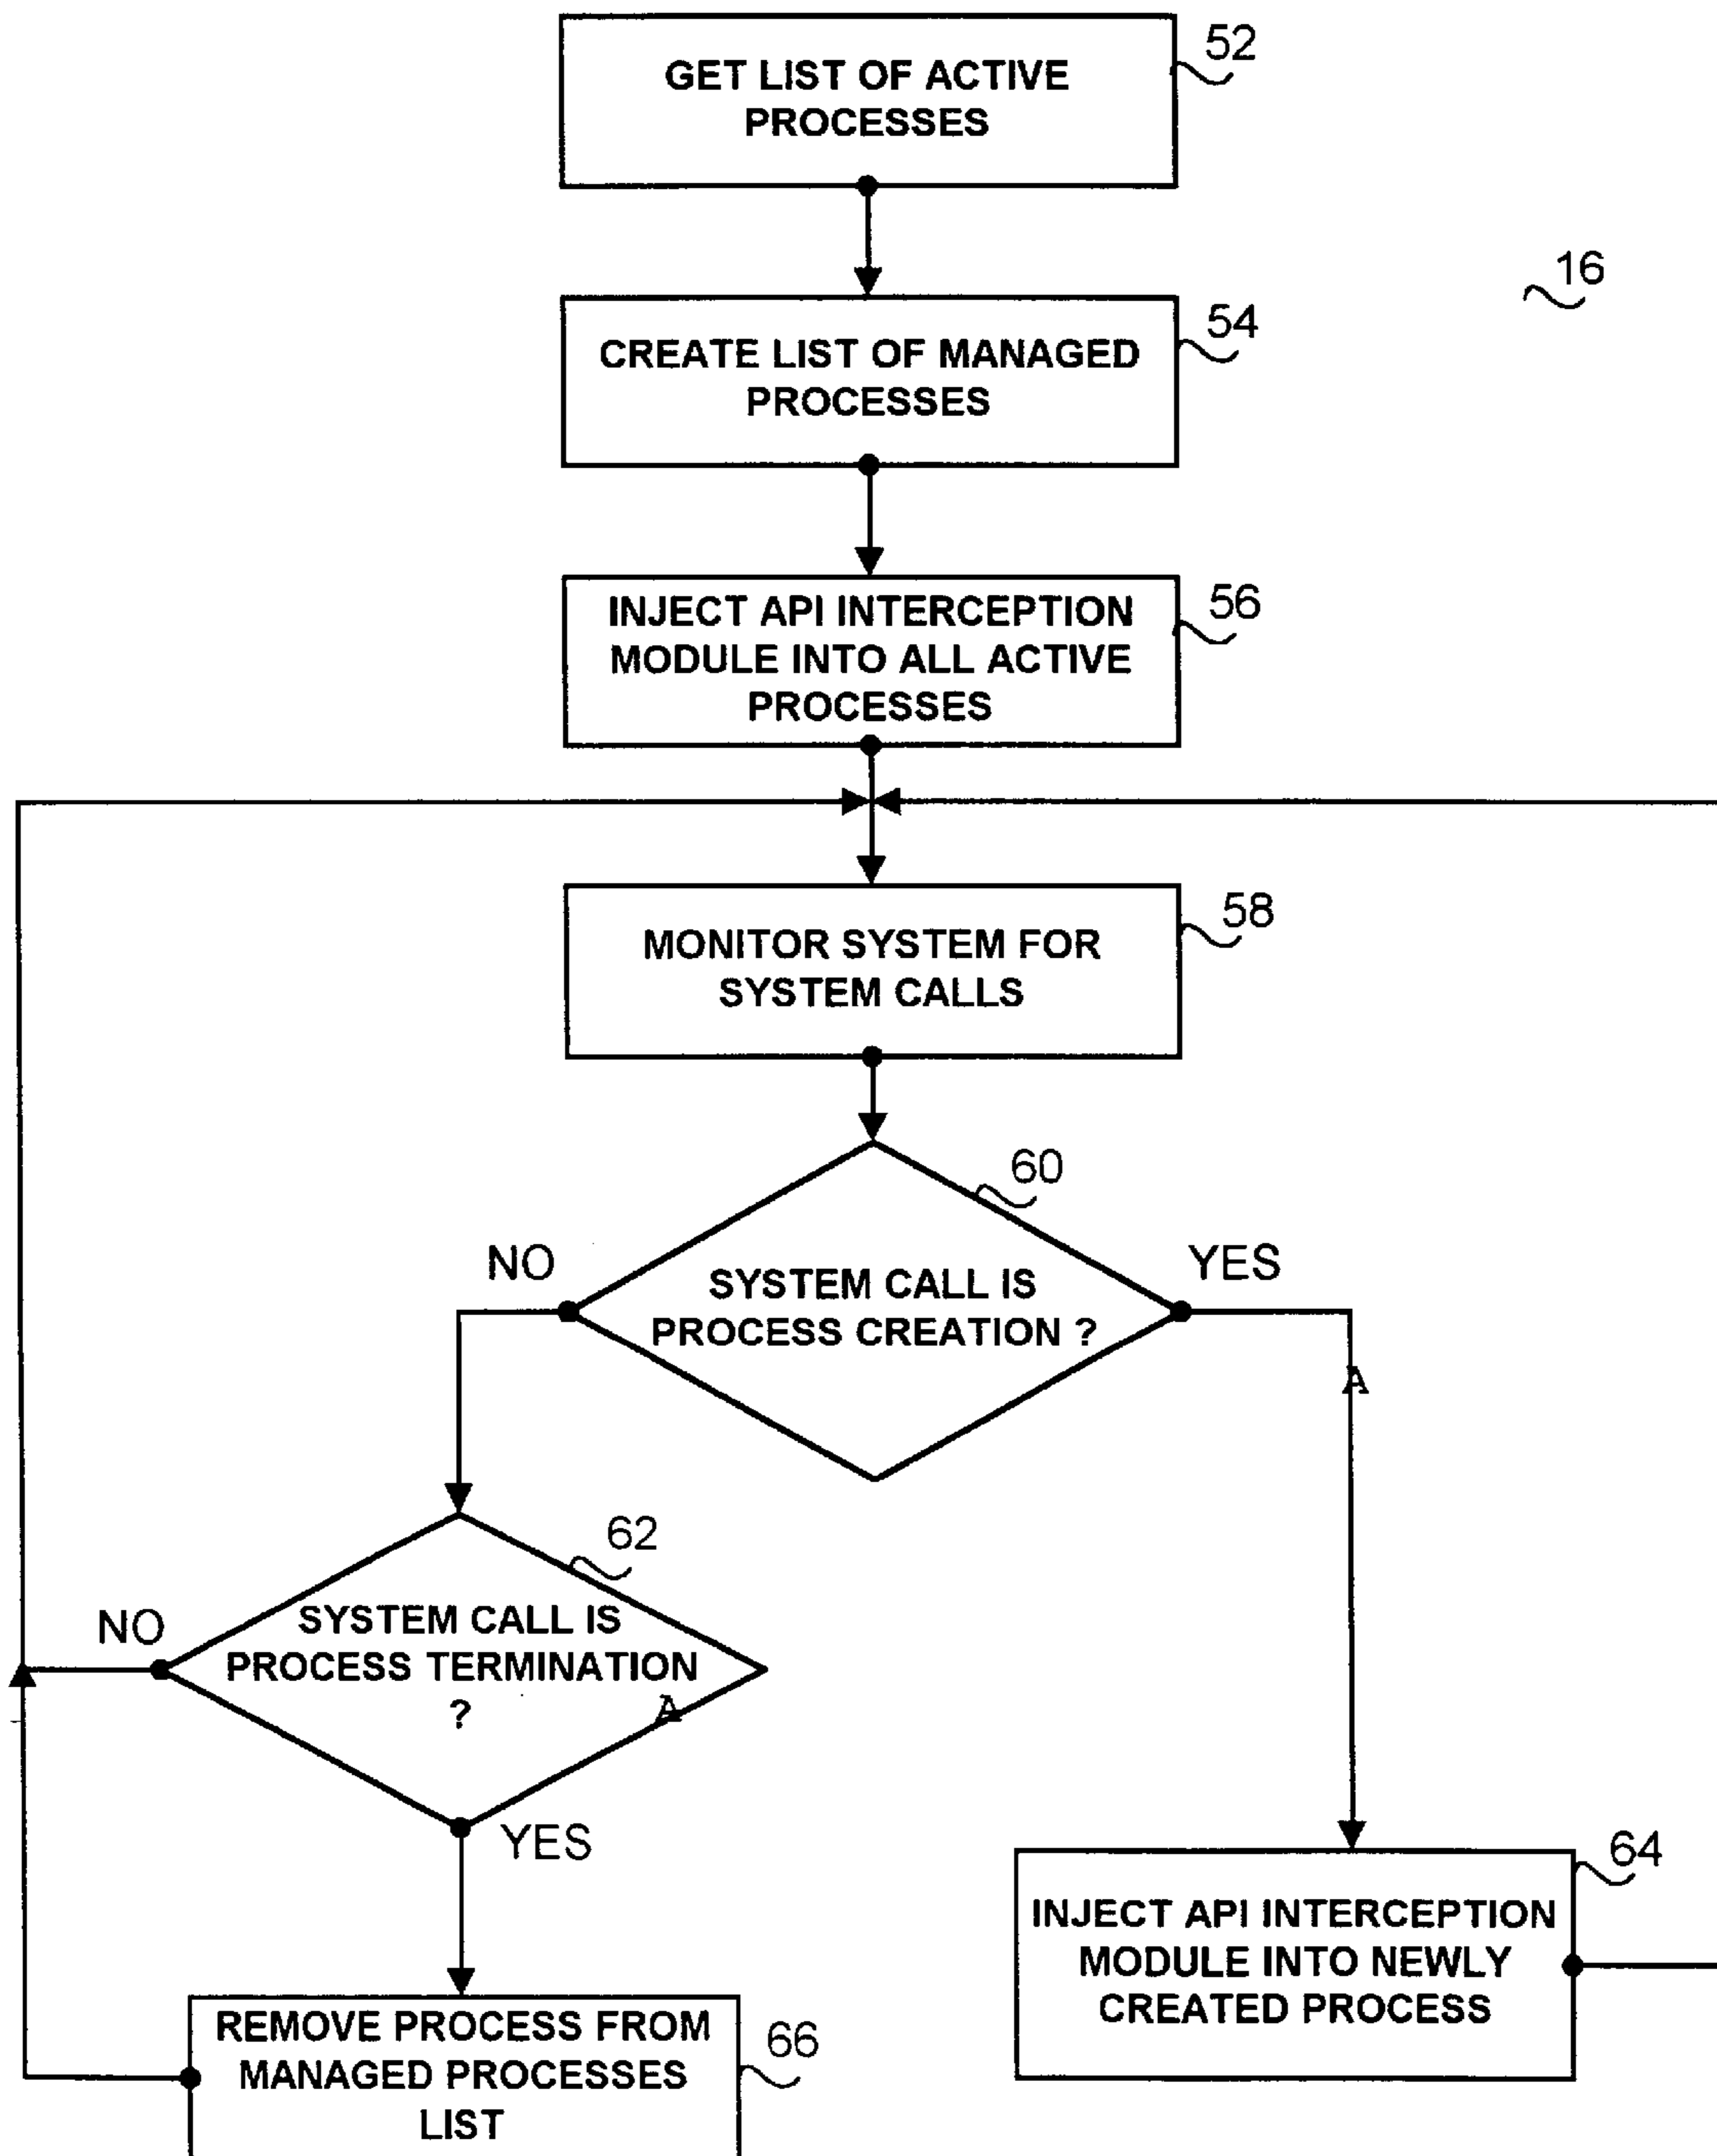 52
GET LIST OF ACTIVE
PROCESSES
16
54
CREATE LIST OF MANAGED
PROCESSES
56
INJECT API INTERCEPTION
MODULE INTO ALL ACTIVE
PROCESSES
58
MONITOR SYSTEM FOR
SYSTEM CALLS
60
NO
YES
SYSTEM CALL IS
PROCESS CREATION ?
A
62
NO
SYSTEM CALL IS
PROCESS TERMINATION
?
A
YES
64
INJECT API INTERCEPTION
MODULE INTO NEWLY
CREATED PROCESS
66
REMOVE PROCESS FROM
MANAGED PROCESSES
LIST